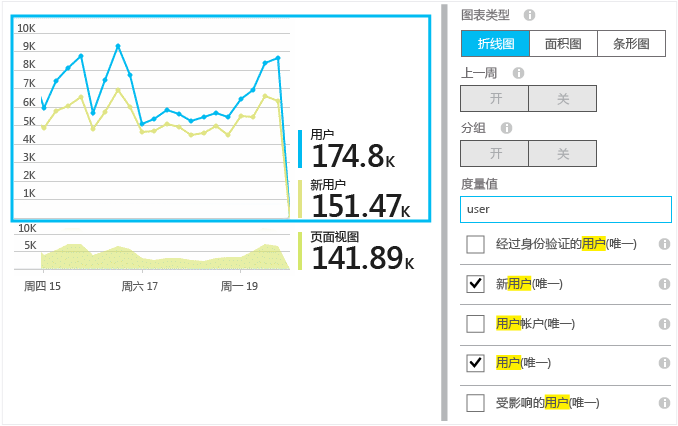 10K
9K
8K
7K
6K
5K
4K
3K
2K
1K
用户
174.8K
新用户
151.47K
10K
5K
页面视图
141.89K
周四 15
周六 17
周一 19
图表类型
折线图 面积图 条形图
上一周
开 关
分组
开 关
度量值
user
经过身份验证的用户(唯一)
新用户(唯一)
用户帐户(唯一)
用户(唯一)
受影响的用户(唯一)